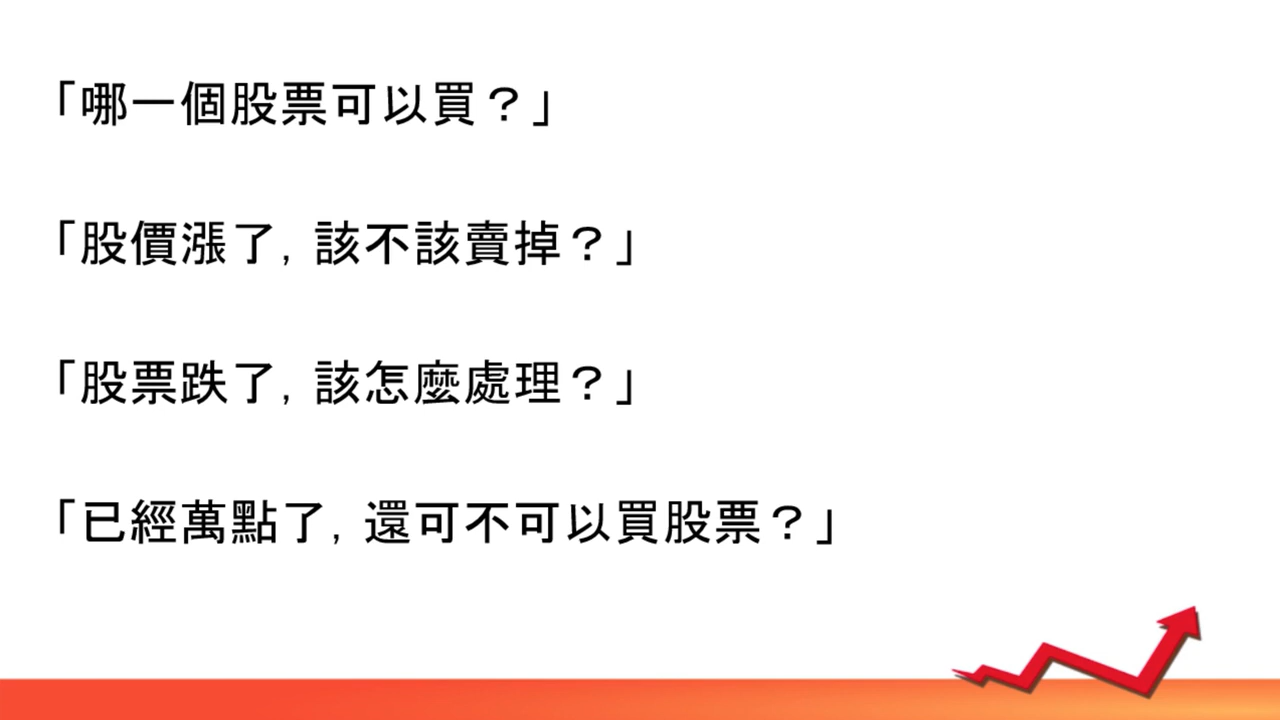 「哪一個股票可以買？」
「股價漲了, 該不該賣掉？」
「股票跌了, 該怎麼處理？」
「已經萬點了, 還可不可以買股票？」